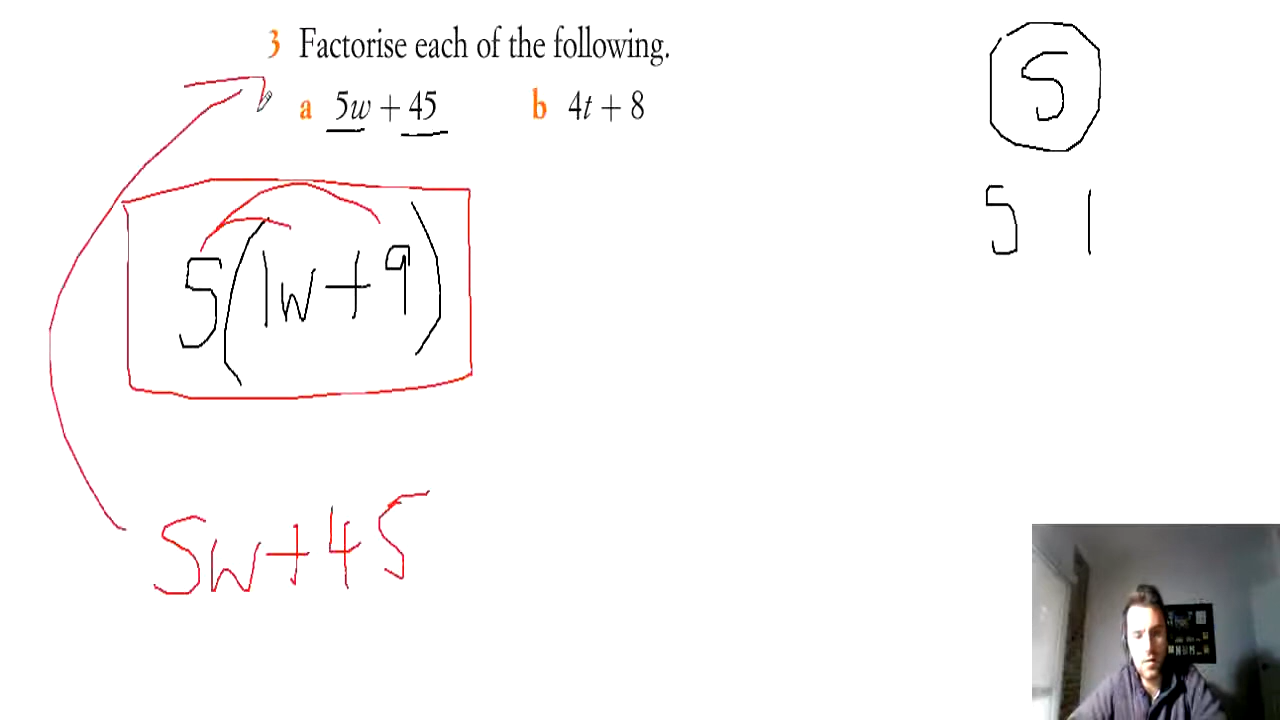 3 Factorise each of the following.
a 5w + 45 b 4t + 8
5
5 1
5(1w+9)
5w+45